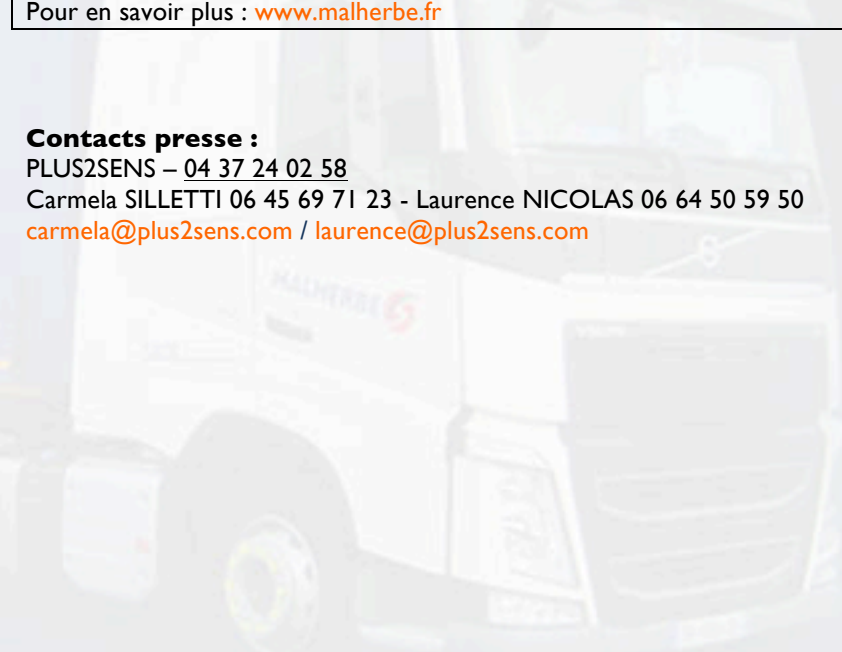 Pour en savoir plus : www.malherbe.fr
Contacts presse :
PLUS2SENS – 04 37 24 02 58
Carmela SILLETTI 06 45 69 71 23 - Laurence NICOLAS 06 64 50 59 50
carmela@plus2sens.com / laurence@plus2sens.com
MALHERBE